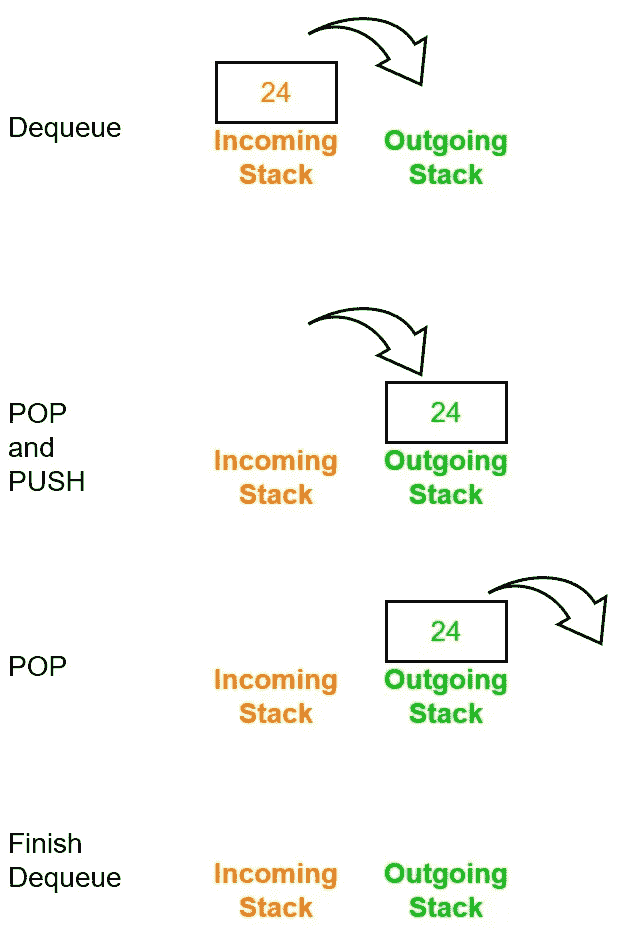 24
Dequeue
Incoming Outgoing
Stack Stack
24
POP
and
PUSH
Incoming Outgoing
Stack Stack
24
POP
Incoming Outgoing
Stack Stack
Finish
Dequeue
Incoming Outgoing
Stack Stack